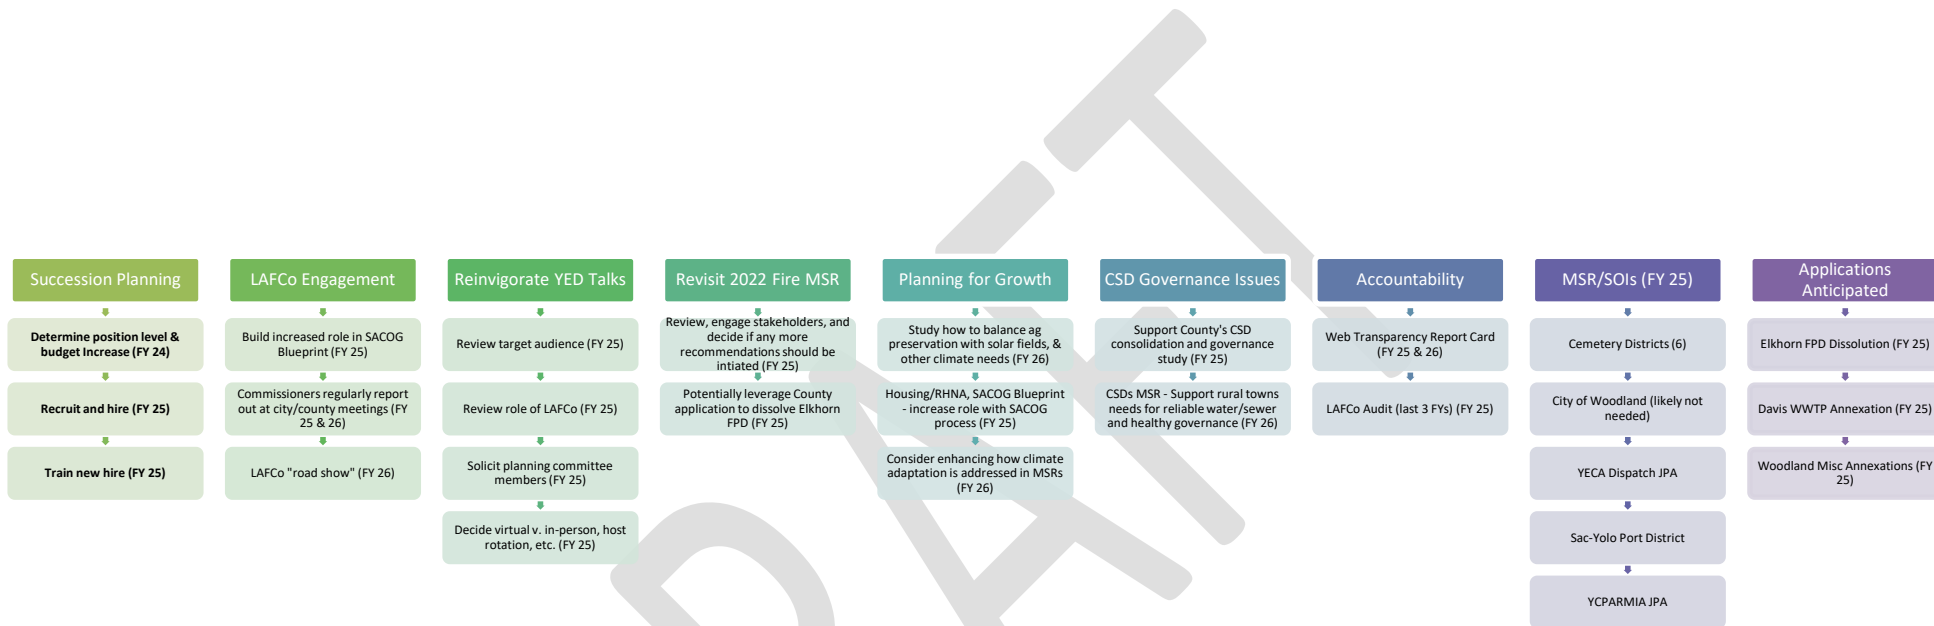 DRAFT
Succession Planning
Determine position level &
budget Increase (FY 24)
Recruit and hire (FY 25)
Train new hire (FY 25)
LAFCo Engagement
Build increased role in SACOG
Blueprint (FY 25)
Commissioners regularly report
out at city/county meetings (FY
25 & 26)
LAFCo "road show" (FY 26)
Reinvigorate YED Talks
Review target audience (FY 25)
Review role of LAFCo (FY 25)
Solicit planning committee
members (FY 25)
Decide virtual v. in-person, host
rotation, etc. (FY 25)
Revisit 2022 Fire MSR
Review, engage stakeholders, and
decide if any more
recommendations should be
intiated (FY 25)
Potentially leverage County
application to dissolve Elkhorn
FPD (FY 25)
Planning for Growth
Study how to balance ag
preservation with solar fields, &
other climate needs (FY 26)
Housing/RHNA, SACOG Blueprint
- increase role with SACOG
process (FY 25)
Consider enhancing how climate
adaptation is addressed in MSRs
(FY 26)
CSD Governance Issues
Support County's CSD
consolidation and governance
study (FY 25)
CSDs MSR - Support rural towns
needs for reliable water/sewer
and healthy governance (FY 26)
Accountability
Web Transparency Report Card
(FY 25 & 26)
LAFCo Audit (last 3 FYs) (FY 25)
MSR/SOIs (FY 25)
Cemetery Districts (6)
City of Woodland (likely not
needed)
YECA Dispatch JPA
Sac-Yolo Port District
YCPARMIA JPA
Applications
Anticipated
Elkhorn FPD Dissolution (FY 25)
Davis WWTP Annexation (FY 25)
Woodland Misc Annexations (FY
25)